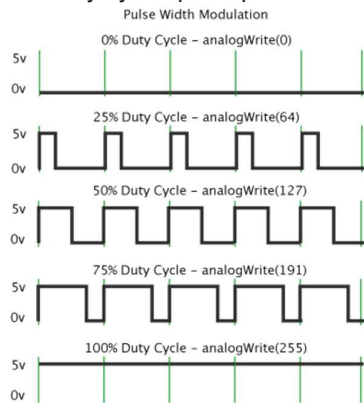 Pulse Width Modulation
0% Duty Cycle – analogWrite(0)
5v
0v
25% Duty Cycle – analogWrite(64)
5v
0v
50% Duty Cycle – analogWrite(127)
5v
0v
75% Duty Cycle – analogWrite(191)
5v
0v
100% Duty Cycle – analogWrite(255)
5v
0v